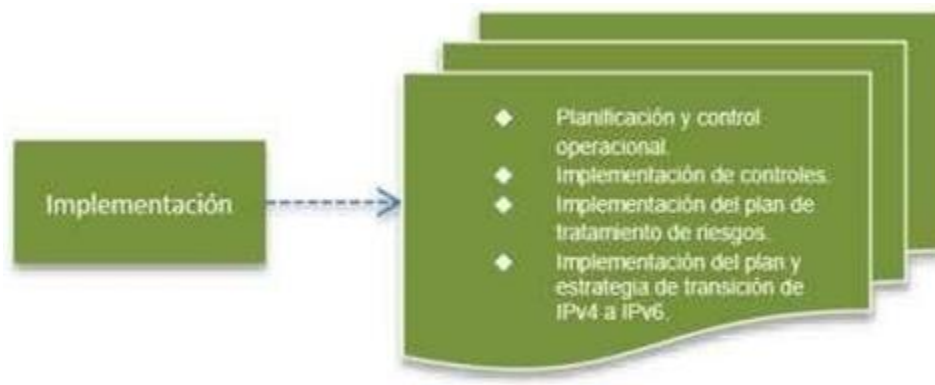 Implementación
◆ Planificación y control
operacional.
◆ Implementación de controles.
◆ Implementación del plan de
tratamiento de riesgos.
◆ Implementación del plan y
estrategia de transición de
IPv4 a IPv6.